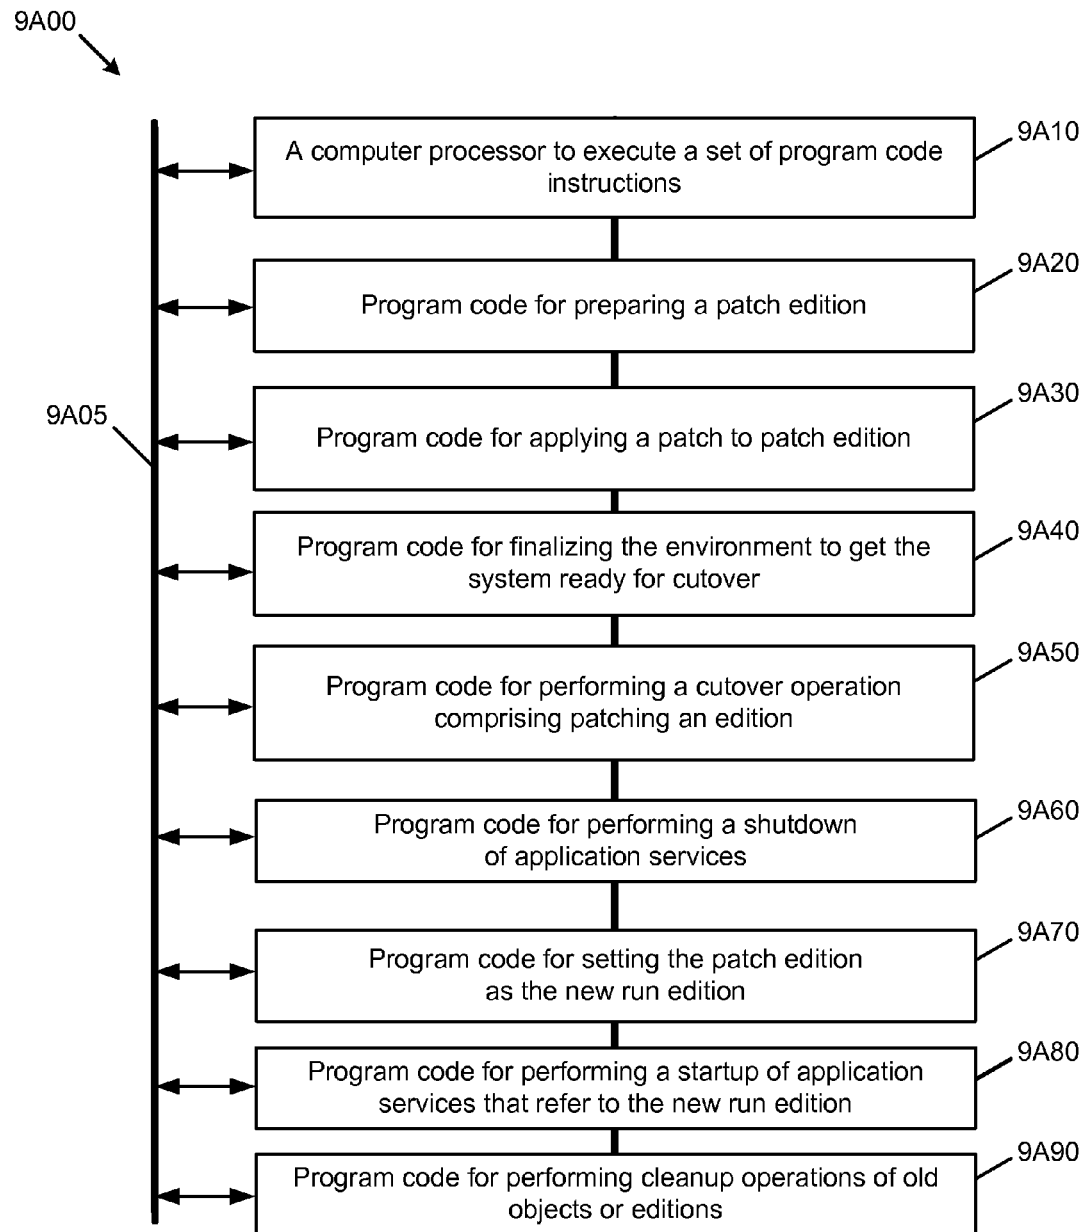 9A00
9A10
A computer processor to execute a set of program code
instructions
9A20
Program code for preparing a patch edition
9A30
9A05
Program code for applying a patch to patch edition
9A40
Program code for finalizing the environment to get the
system ready for cutover
9A50
Program code for performing a cutover operation
comprising patching an edition
9A60
Program code for performing a shutdown
of application services
9A70
Program code for setting the patch edition
as the new run edition
9A80
Program code for performing a startup of application
services that refer to the new run edition
9A90
Program code for performing cleanup operations of old
objects or editions